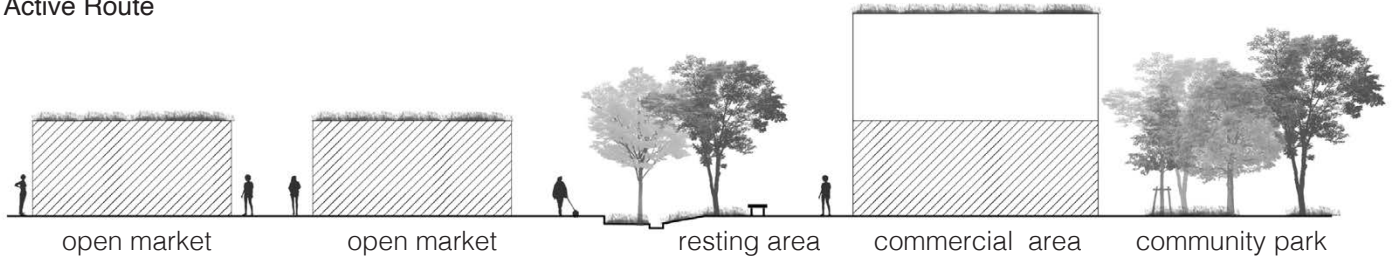 Active Route
open market
open market
resting area
commercial area
community park